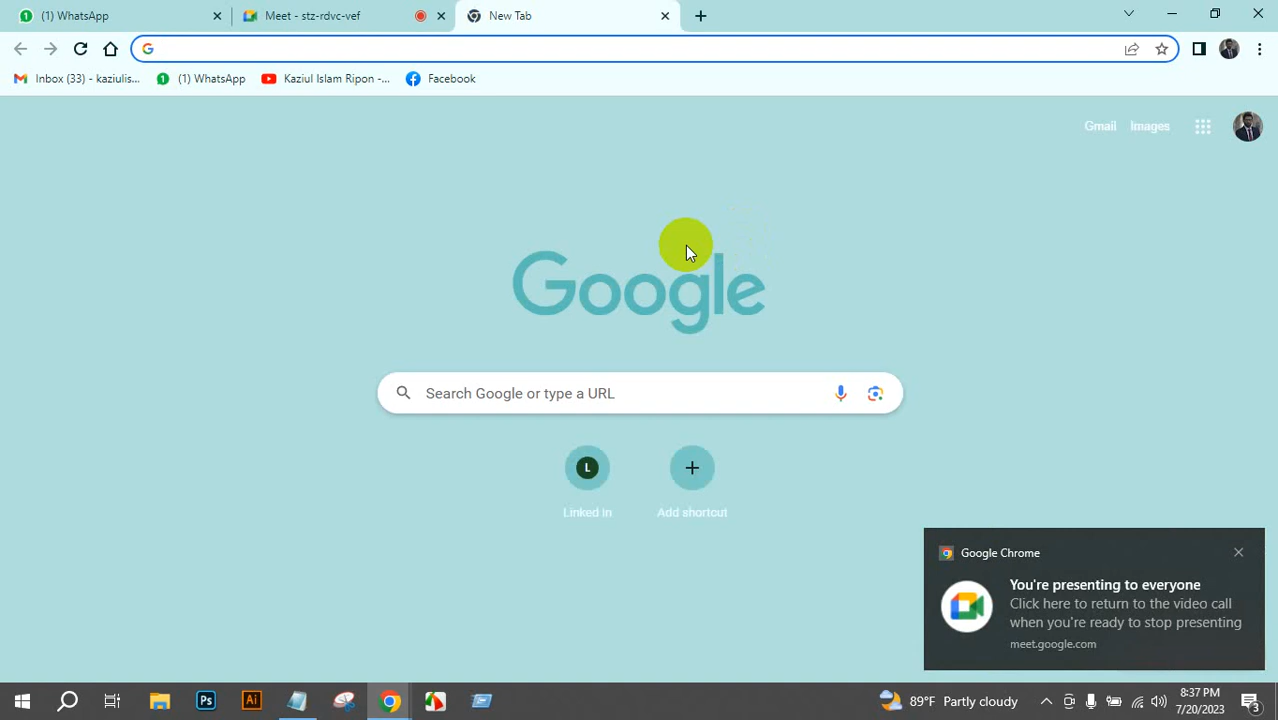 (1) WhatsApp
Meet - stz-rdvc-vef
New Tab
Inbox (33) - kaziulis...
(1) WhatsApp
Kaziul Islam Ripon -...
Facebook
Gmail
Images
Google
Search Google or type a URL
L
Linked in
Add shortcut
Google Chrome
You're presenting to everyone
Click here to return to the video call
when you're ready to stop presenting
meet.google.com
Ps
Ai
89°F Partly cloudy
8:37 PM
7/20/2023
3